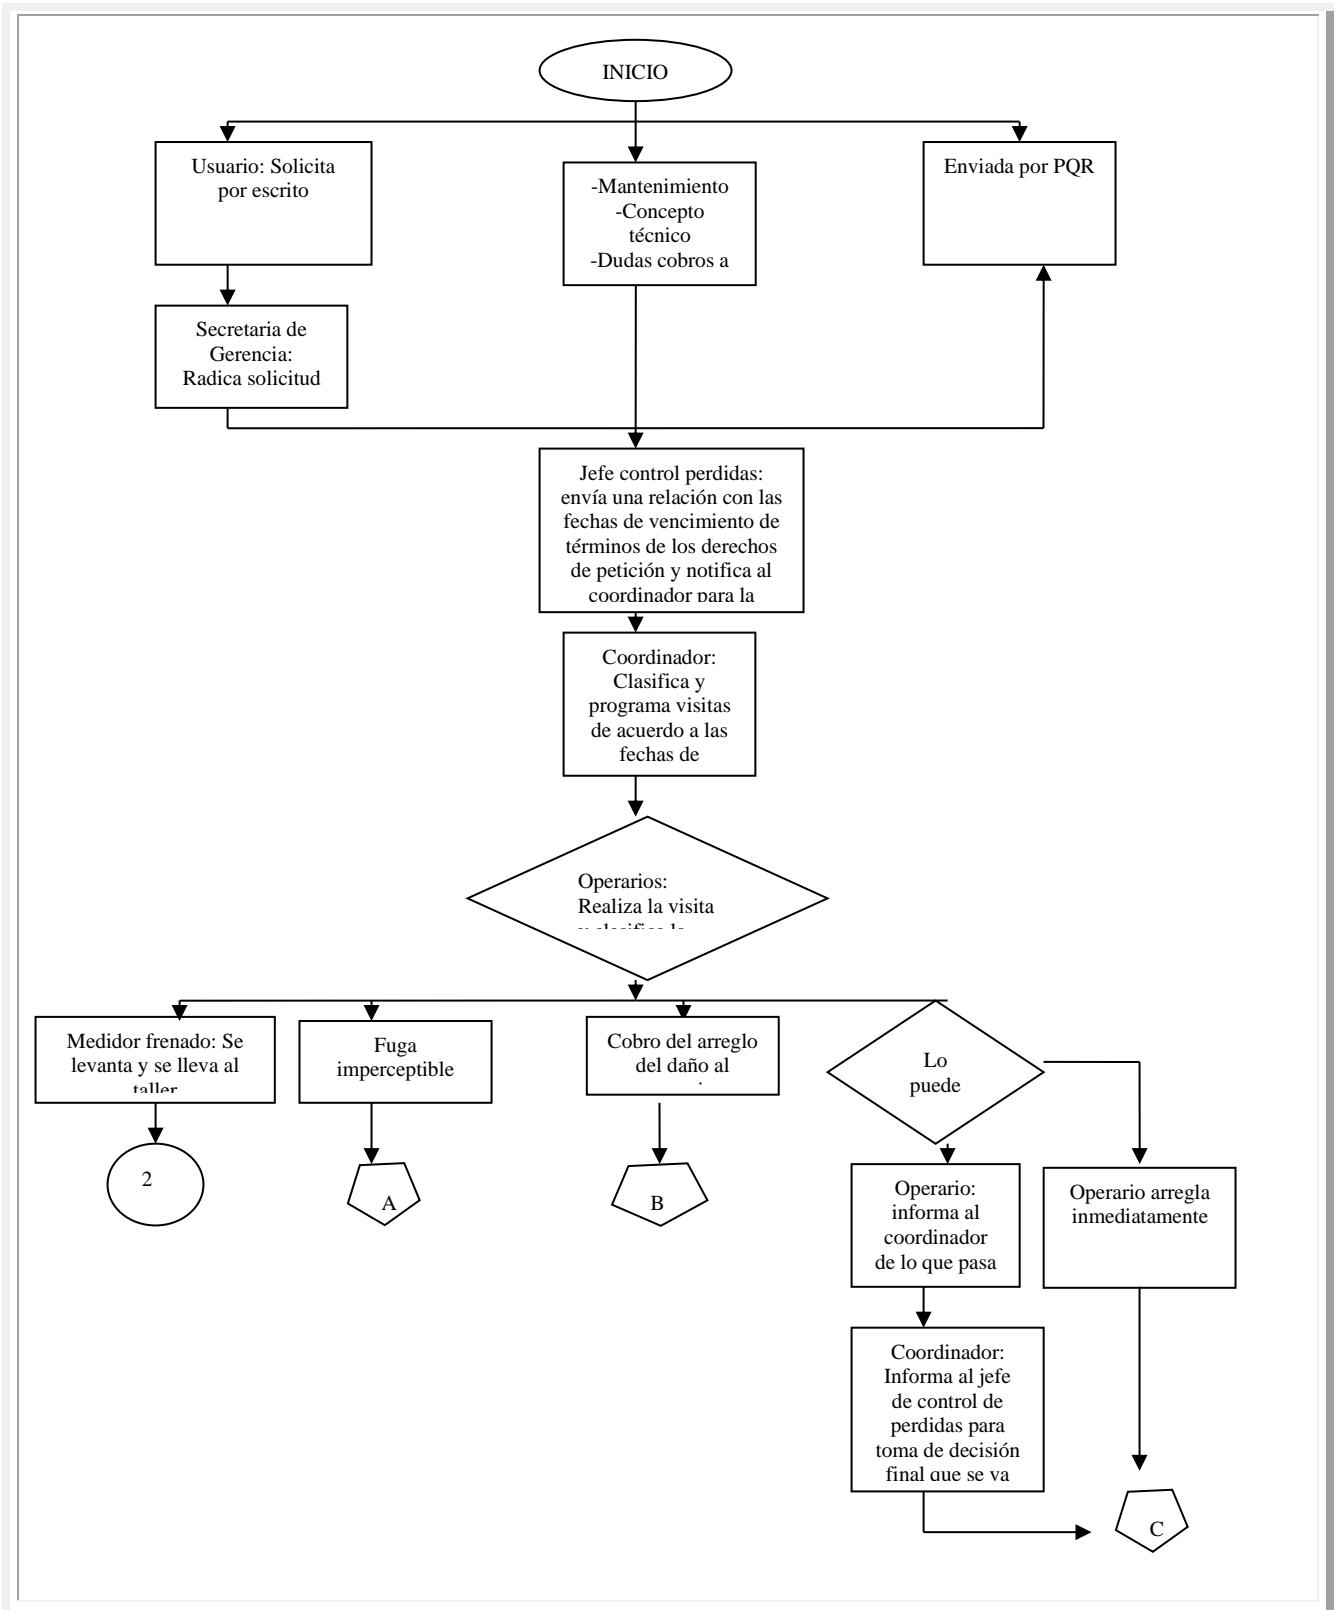 INICIO
Usuario: Solicita
por escrito
-Mantenimiento
-Concepto
técnico
-Dudas cobros a
Enviada por PQR
Secretaria de
Gerencia:
Radica solicitud
Jefe control perdidas:
envía una relación con las
fechas de vencimiento de
términos de los derechos
de petición y notifica al
coordinador para la
Coordinador:
Clasifica y
programa visitas
de acuerdo a las
fechas de
Operarios:
Realiza la visita
y clasifica la
Medidor frenado: Se
levanta y se lleva al
taller
Fuga
imperceptible
Cobro del arreglo
del daño al
Lo
puede
2
A
B
Operario:
informa al
coordinador
de lo que pasa
Operario arregla
inmediatamente
Coordinador:
Informa al jefe
de control de
perdidas para
toma de decisión
final que se va
C